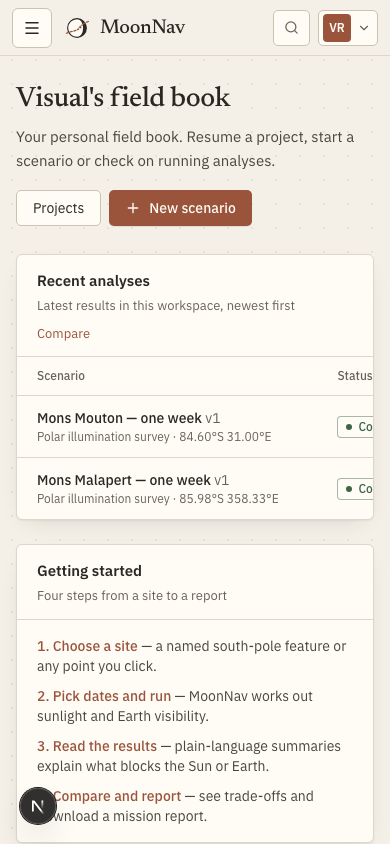 MoonNav
VR
Visual's field book
Your personal field book. Resume a project, start a
scenario or check on running analyses.
Projects
+ New scenario
Recent analyses
Latest results in this workspace, newest first
Compare
Scenario Status
Mons Mouton — one week v1
Polar illumination survey · 84.60°S 31.00°E
Co
Mons Malapert — one week v1
Polar illumination survey · 85.98°S 358.33°E
Co
Getting started
Four steps from a site to a report
1. Choose a site — a named south-pole feature or
any point you click.
2. Pick dates and run — MoonNav works out
sunlight and Earth visibility.
3. Read the results — plain-language summaries
explain what blocks the Sun or Earth.
Compare and report — see trade-offs and
wnload a mission report.
N